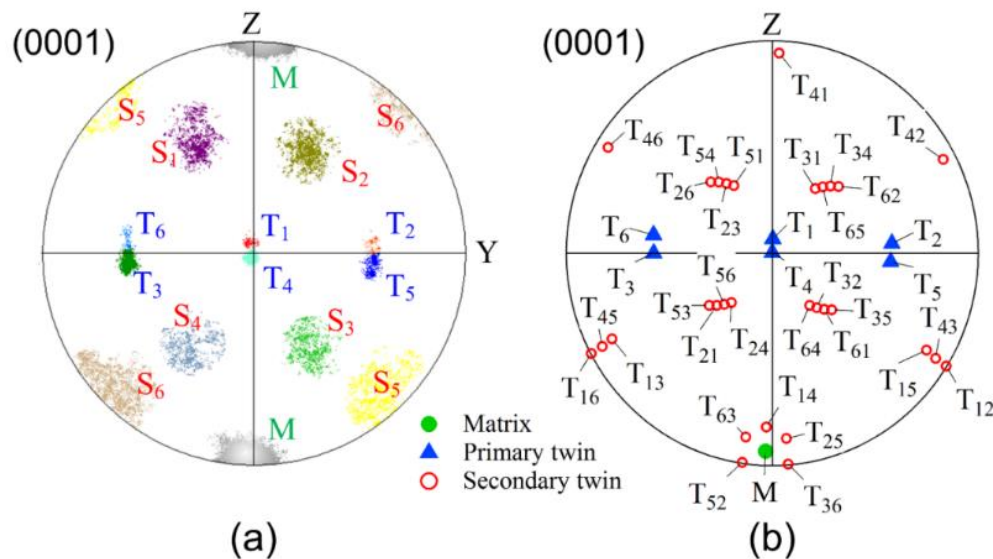 (0001)
Z
M
S5
S6
S1
S2
T6
T1
T2
Y
T3
T4
T5
S4
S3
S6
S5
M
(a)
Matrix
Primary twin
Secondary twin
(0001)
Z
T41
T46
T42
T54
T51
T31
T34
T26
T23
T65
T62
T6
T1
T2
T3
T4
T5
T56
T32
T53
T45
T35
T43
T21
T24
T64
T61
T16
T13
T15
T12
T14
T63
T25
T52
M
T36
(b)